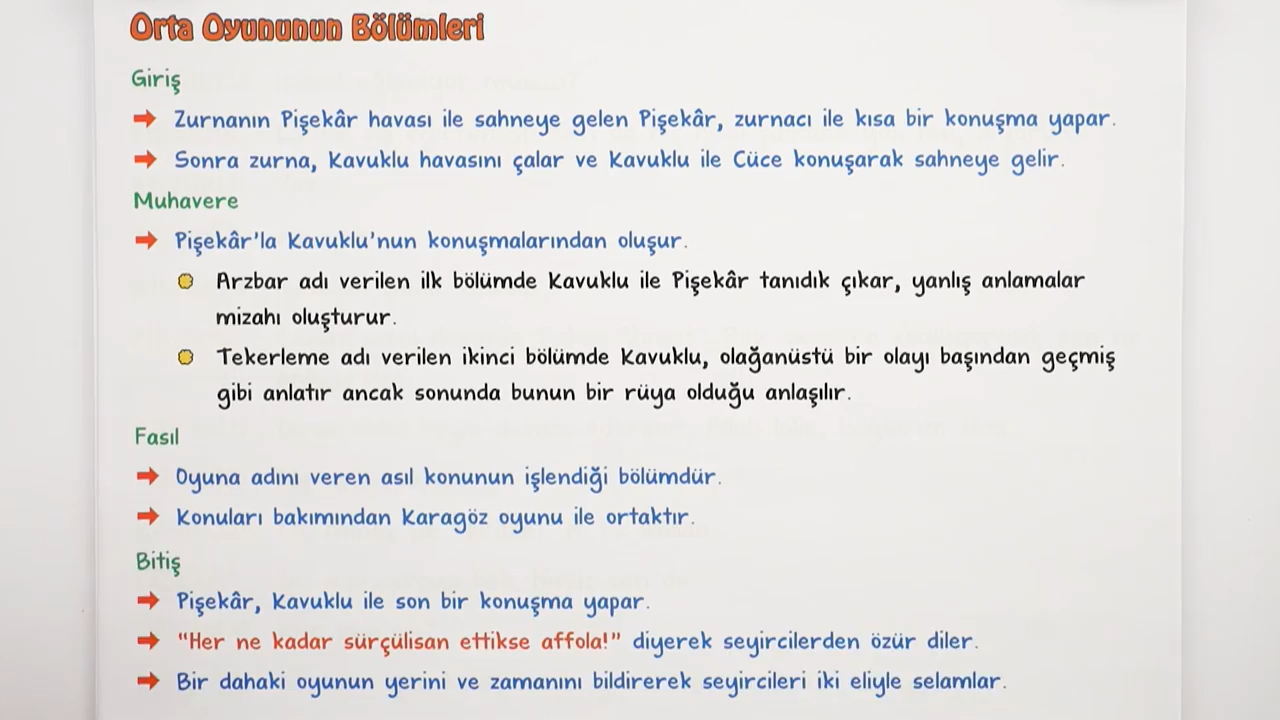 Orta Oyununun Bölümleri
Giriş
Zurnanın Pişekâr havası ile sahneye gelen Pişekâr, zurnacı ile kısa bir konuşma yapar.
Sonra zurna, Kavuklu havasını çalar ve Kavuklu ile Cüce konuşarak sahneye gelir.
Muhavere
Pişekâr'la Kavuklu'nun konuşmalarından oluşur.
Arzbar adı verilen ilk bölümde Kavuklu ile Pişekâr tanıdık çıkar, yanlış anlamalar
mizahı oluşturur.
Tekerleme adı verilen ikinci bölümde Kavuklu, olağanüstü bir olayı başından geçmiş
gibi anlatır ancak sonunda bunun bir rüya olduğu anlaşılır.
Fasıl
Oyuna adını veren asıl konunun işlendiği bölümdür.
Konuları bakımından Karagöz oyunu ile ortaktır.
Bitiş
Pişekâr, Kavuklu ile son bir konuşma yapar.
"Her ne kadar sürçülisan ettikse affola!" diyerek seyircilerden özür diler.
Bir dahaki oyunun yerini ve zamanını bildirerek seyircileri iki eliyle selamlar.